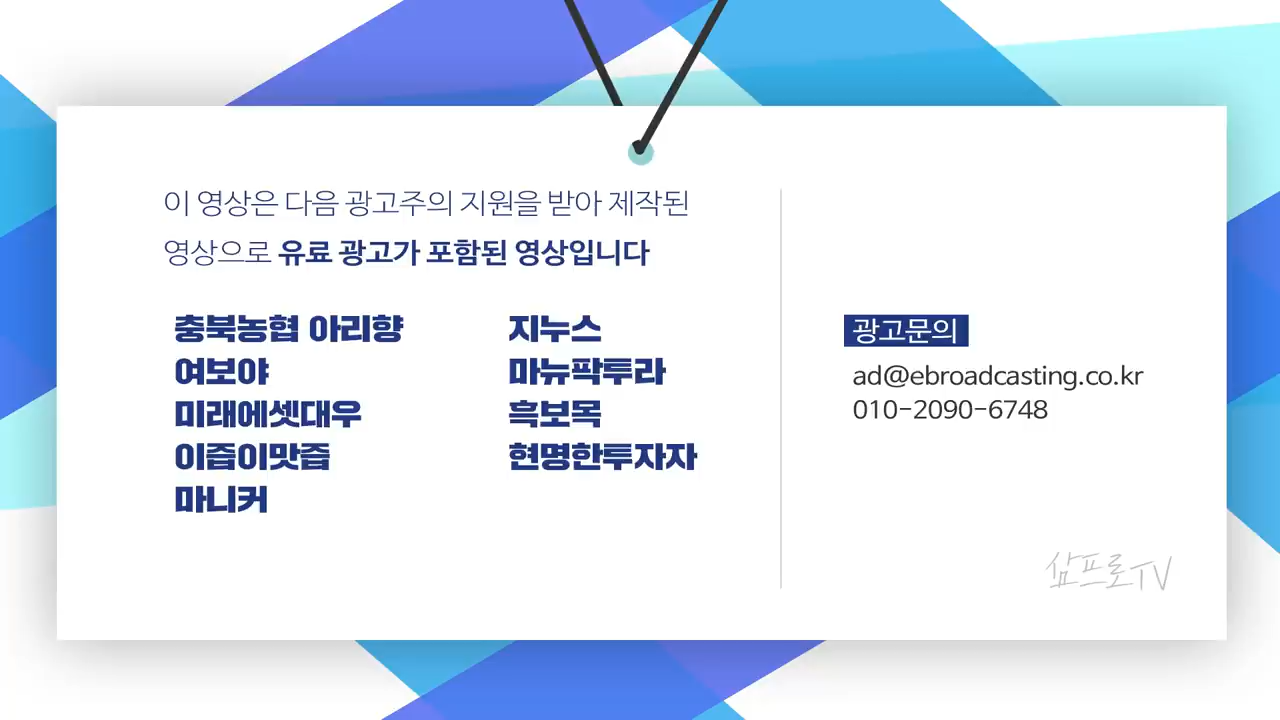 이 영상은 다음 광고주의 지원을 받아 제작된
영상으로 유료 광고가 포함된 영상입니다
충북농협 아리향
여보야
미래에셋대우
이즙이맛즙
마니커
지누스
마뉴팍투라
흑보목
현명한투자자
광고문의
ad@ebroadcasting.co.kr
010-2090-6748
삼프로TV